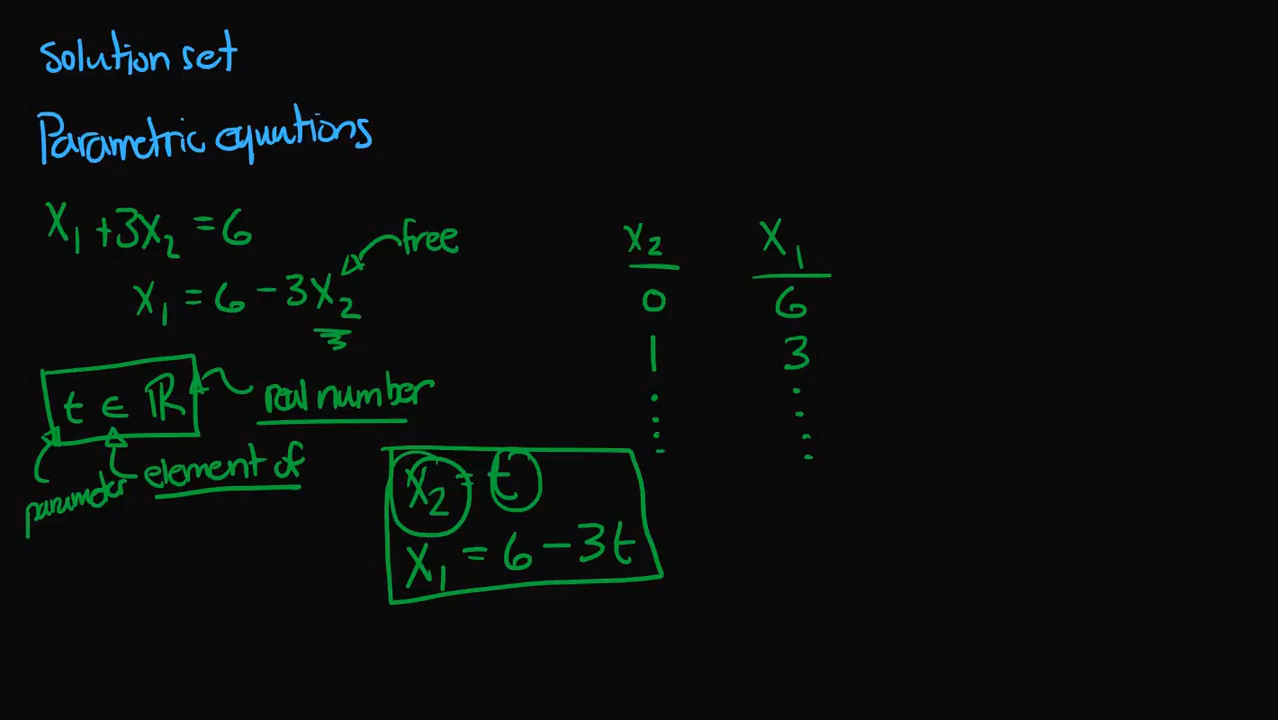 Solution set
Parametric equations
x₁ + 3x₂ = 6
x₁ = 6 - 3x₂
free
t ∈ ℝ
real number
element of
parameter
x₂ = t
x₁ = 6 - 3t
x₂ x₁
0 6
1 3
⋮ ⋮